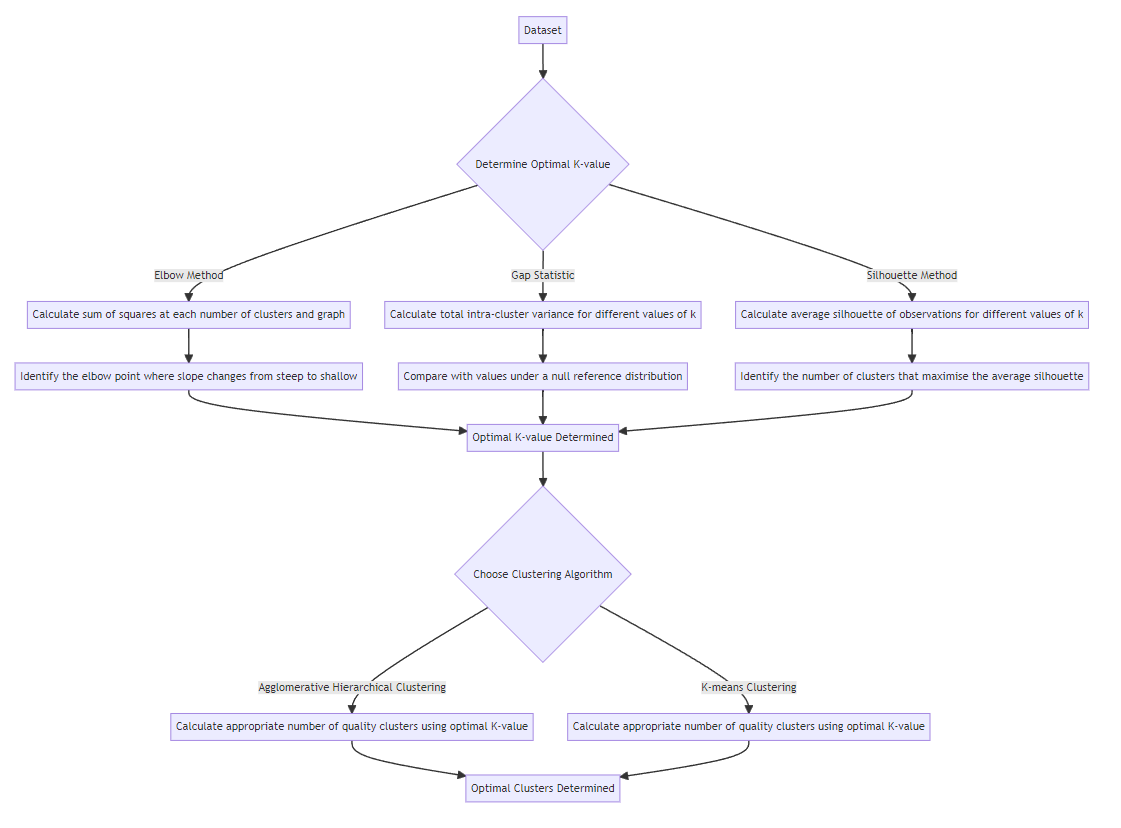 Dataset
Determine Optimal K-value
Elbow Method
Gap Statistic
Silhouette Method
Calculate sum of squares at each number of clusters and graph
Calculate total intra-cluster variance for different values of k
Calculate average silhouette of observations for different values of k
Identify the elbow point where slope changes from steep to shallow
Compare with values under a null reference distribution
Identify the number of clusters that maximise the average silhouette
Optimal K-value Determined
Choose Clustering Algorithm
Agglomerative Hierarchical Clustering
K-means Clustering
Calculate appropriate number of quality clusters using optimal K-value
Calculate appropriate number of quality clusters using optimal K-value
Optimal Clusters Determined